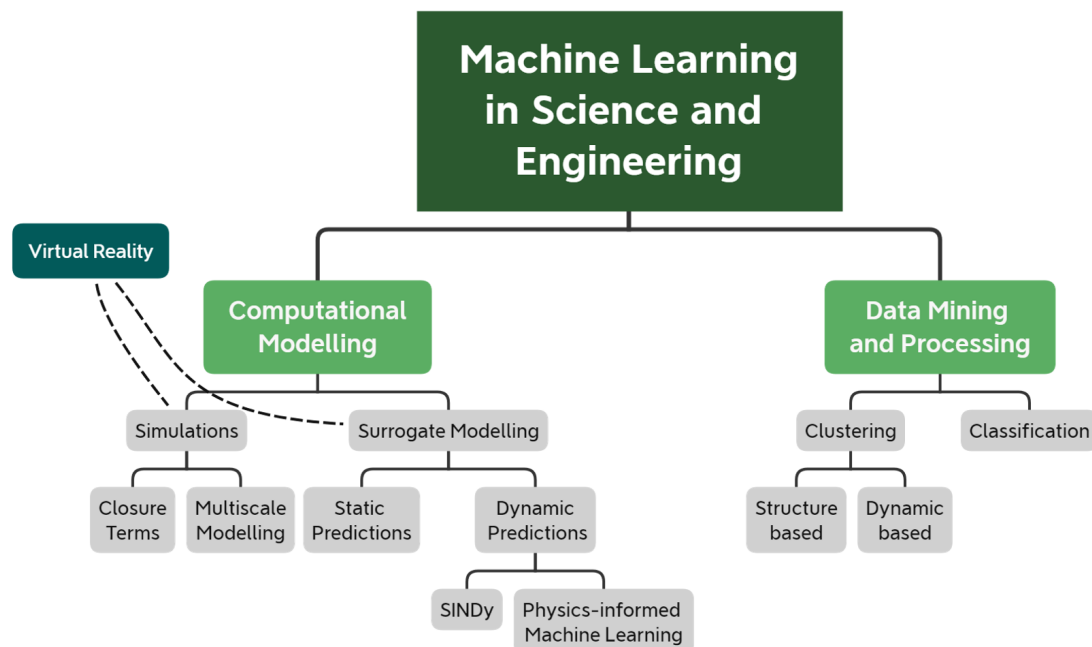 Machine Learning
in Science and
Engineering
Virtual Reality
Computational
Modelling
Data Mining
and Processing
Simulations
Surrogate Modelling
Clustering
Classification
Closure
Terms
Multiscale
Modelling
Static
Predictions
Dynamic
Predictions
Structure
based
Dynamic
based
SINDy
Physics-informed
Machine Learning